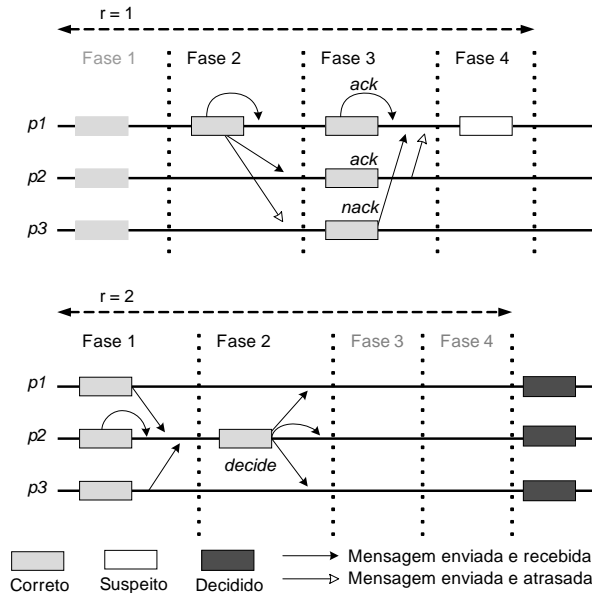 r = 1
Fase 1 Fase 2 Fase 3 Fase 4
ack
p1
ack
p2
nack
p3
r = 2
Fase 1 Fase 2 Fase 3 Fase 4
p1
p2
decide
p3
Mensagem enviada e recebida
Mensagem enviada e atrasada
Correto Suspeito Decidido